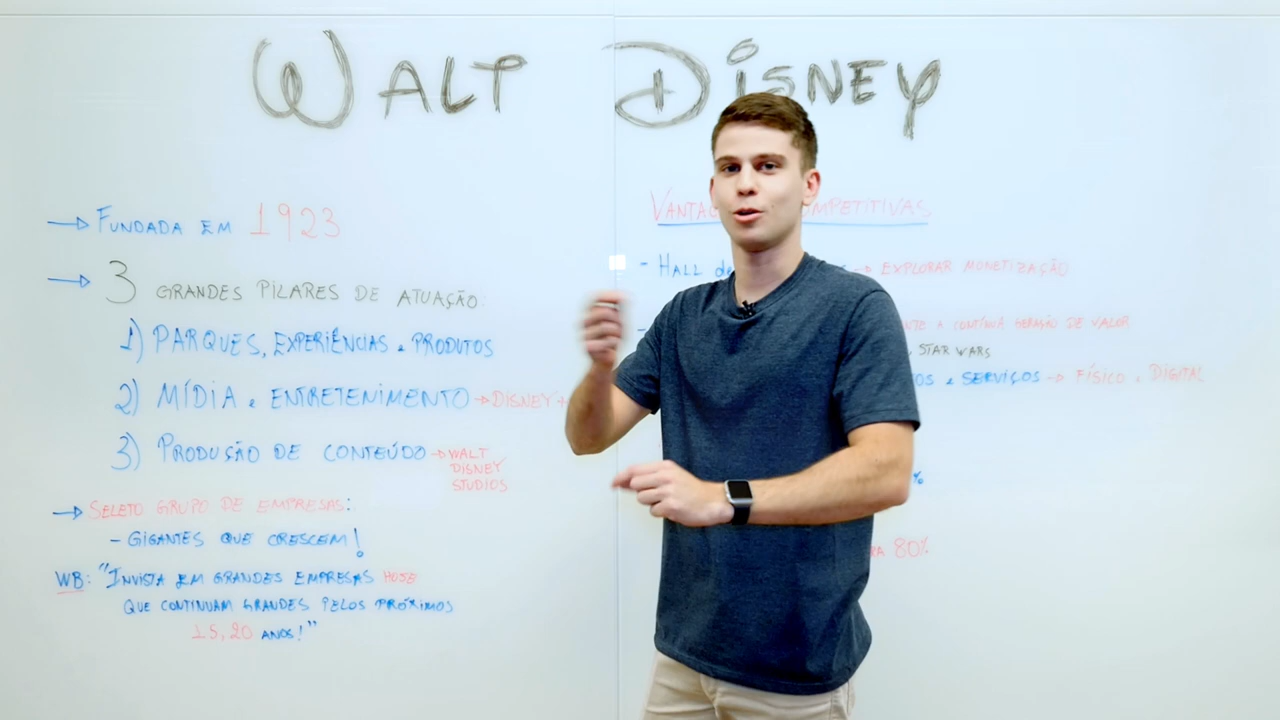 WALT DISNEY
→ FUNDADA EM 1923
→ 3 GRANDES PILARES DE ATUAÇÃO:
1) PARQUES, EXPERIÊNCIAS e PRODUTOS
2) MÍDIA e ENTRETENIMENTO → DISNEY+
3) PRODUÇÃO DE CONTEÚDO → WALT
DISNEY
STUDIOS
→ SELETO GRUPO DE EMPRESAS:
- GIGANTES QUE CRESCEM!
WB: "INVISTA EM GRANDES EMPRESAS HOJE
QUE CONTINUAM GRANDES PELOS PRÓXIMOS
15, 20 ANOS!"
COMPETITIVAS
- HALL de → EXPLORAR MONETIZAÇÃO
A CONTÍNUA GERAÇÃO DE VALOR
, STAR WARS
e SERVIÇOS → FÍSICO e DIGITAL
%
80%